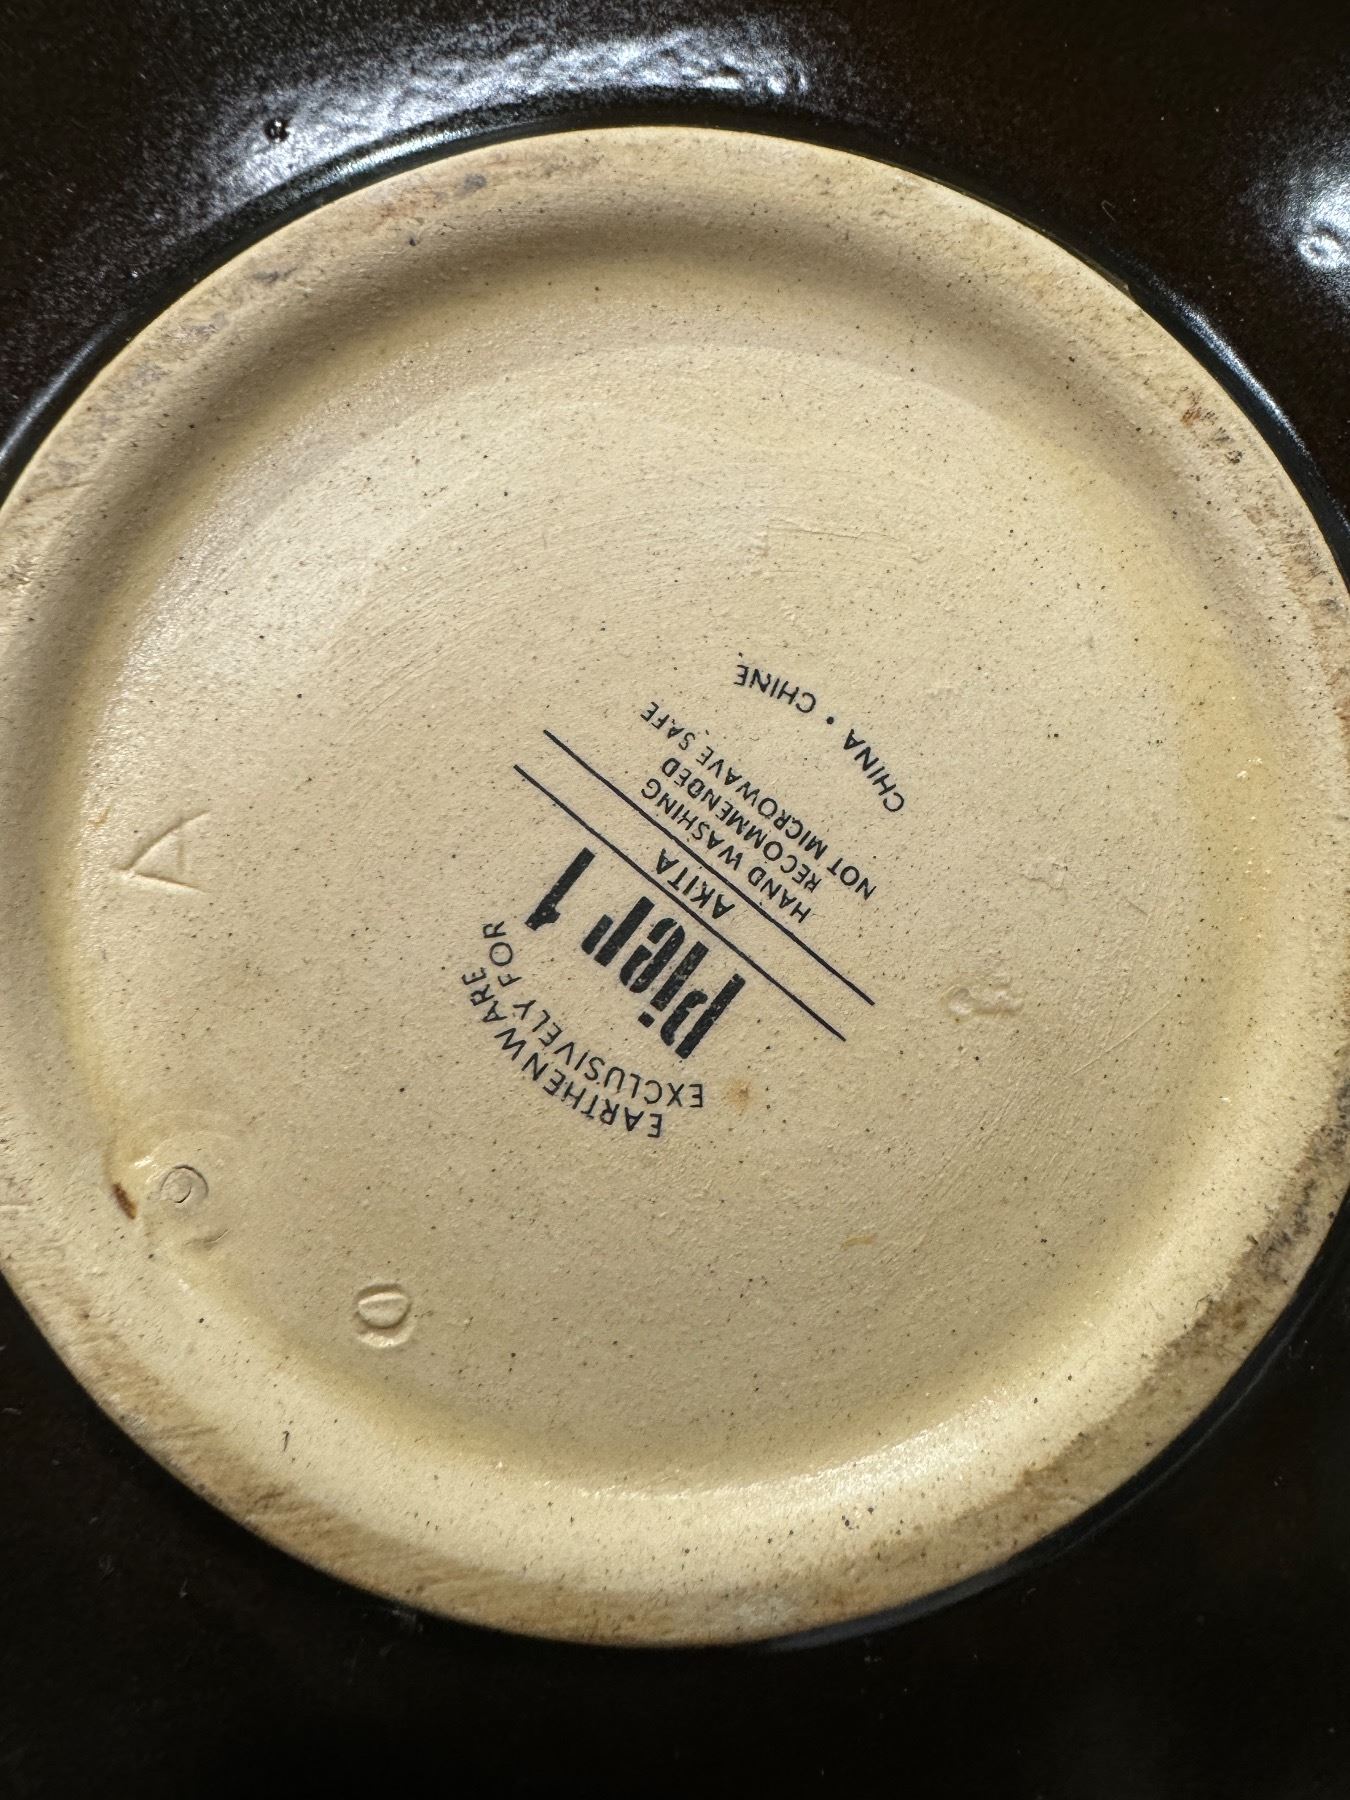 EARTHENWARE
EXCLUSIVELY FOR
pier 1
AKITA
HAND WASHING
RECOMMENDED
NOT MICROWAVE SAFE
CHINA • CHINE
A